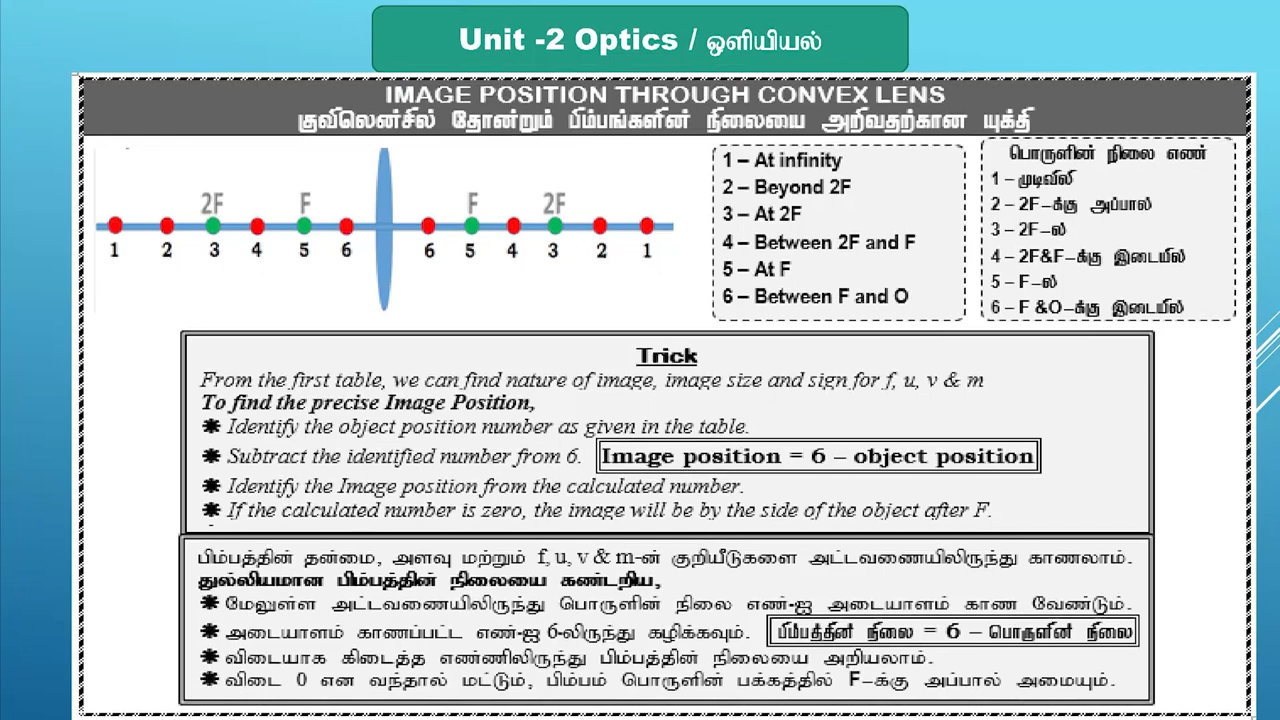 Unit -2 Optics / ஒளியியல்
IMAGE POSITION THROUGH CONVEX LENS
குவிலென்சில் தோன்றும் பிம்பங்களின் நிலையை அறிவதற்கான யுக்தி
2F F F 2F
1 2 3 4 5 6 6 5 4 3 2 1
1 – At infinity
2 – Beyond 2F
3 – At 2F
4 – Between 2F and F
5 – At F
6 – Between F and O
பொருளின் நிலை எண்
1 – முடிவிலி
2 – 2F–க்கு அப்பால்
3 – 2F–ல்
4 – 2F&F–க்கு இடையில்
5 – F–ல்
6 – F &O–க்கு இடையில்
Trick
From the first table, we can find nature of image, image size and sign for f, u, v & m
To find the precise Image Position,
✱ Identify the object position number as given in the table.
✱ Subtract the identified number from 6. Image position = 6 – object position
✱ Identify the Image position from the calculated number.
✱ If the calculated number is zero, the image will be by the side of the object after F.
பிம்பத்தின் தன்மை, அளவு மற்றும் f, u, v & m-ன் குறியீடுகளை அட்டவணையிலிருந்து காணலாம்.
துல்லியமான பிம்பத்தின் நிலையை கண்டறிய,
✱ மேலுள்ள அட்டவணையிலிருந்து பொருளின் நிலை எண்-ஐ அடையாளம் காண வேண்டும்.
✱ அடையாளம் காணப்பட்ட எண்-ஐ 6-லிருந்து கழிக்கவும். பிம்பத்தின் நிலை = 6 – பொருளின் நிலை
✱ விடையாக கிடைத்த எண்ணிலிருந்து பிம்பத்தின் நிலையை அறியலாம்.
✱ விடை 0 என வந்தால் மட்டும், பிம்பம் பொருளின் பக்கத்தில் F–க்கு அப்பால் அமையும்.